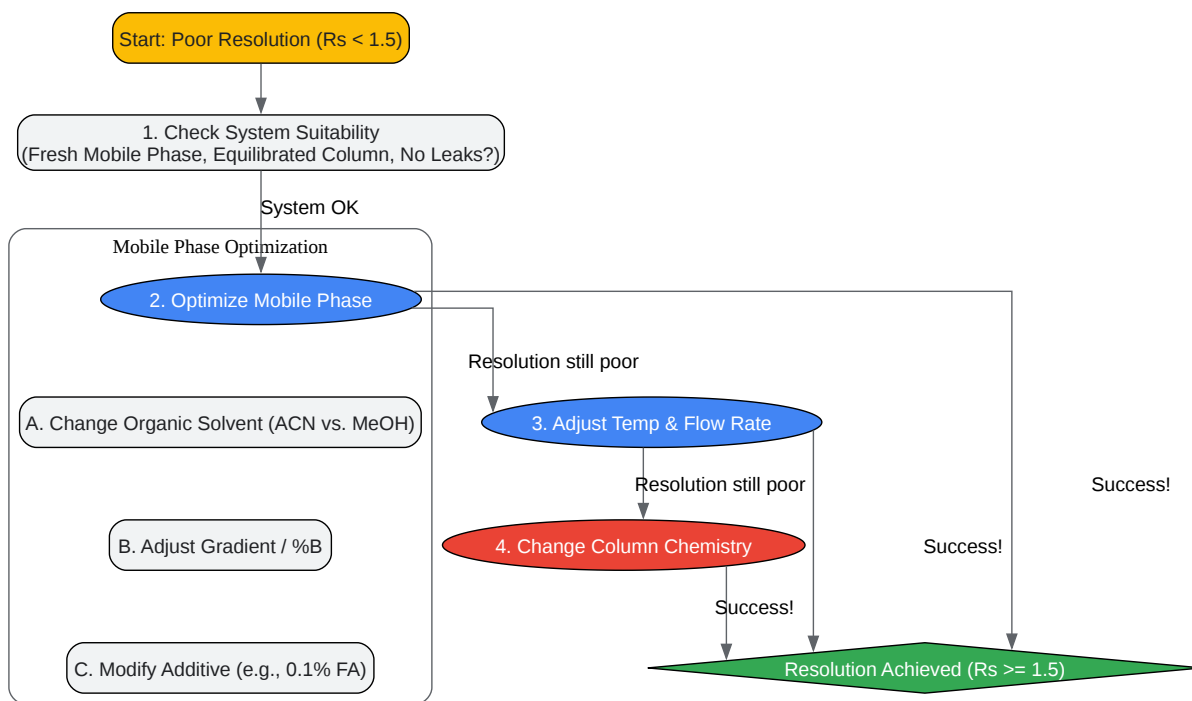 Start: Poor Resolution (Rs < 1.5)
1. Check System Suitability
(Fresh Mobile Phase, Equilibrated Column, No Leaks?)
System OK
Mobile Phase Optimization
2. Optimize Mobile Phase
Resolution still poor
A. Change Organic Solvent (ACN vs. MeOH)
3. Adjust Temp & Flow Rate
Resolution still poor
Success!
B. Adjust Gradient / %B
4. Change Column Chemistry
Success!
Success!
C. Modify Additive (e.g., 0.1% FA)
Resolution Achieved (Rs >= 1.5)